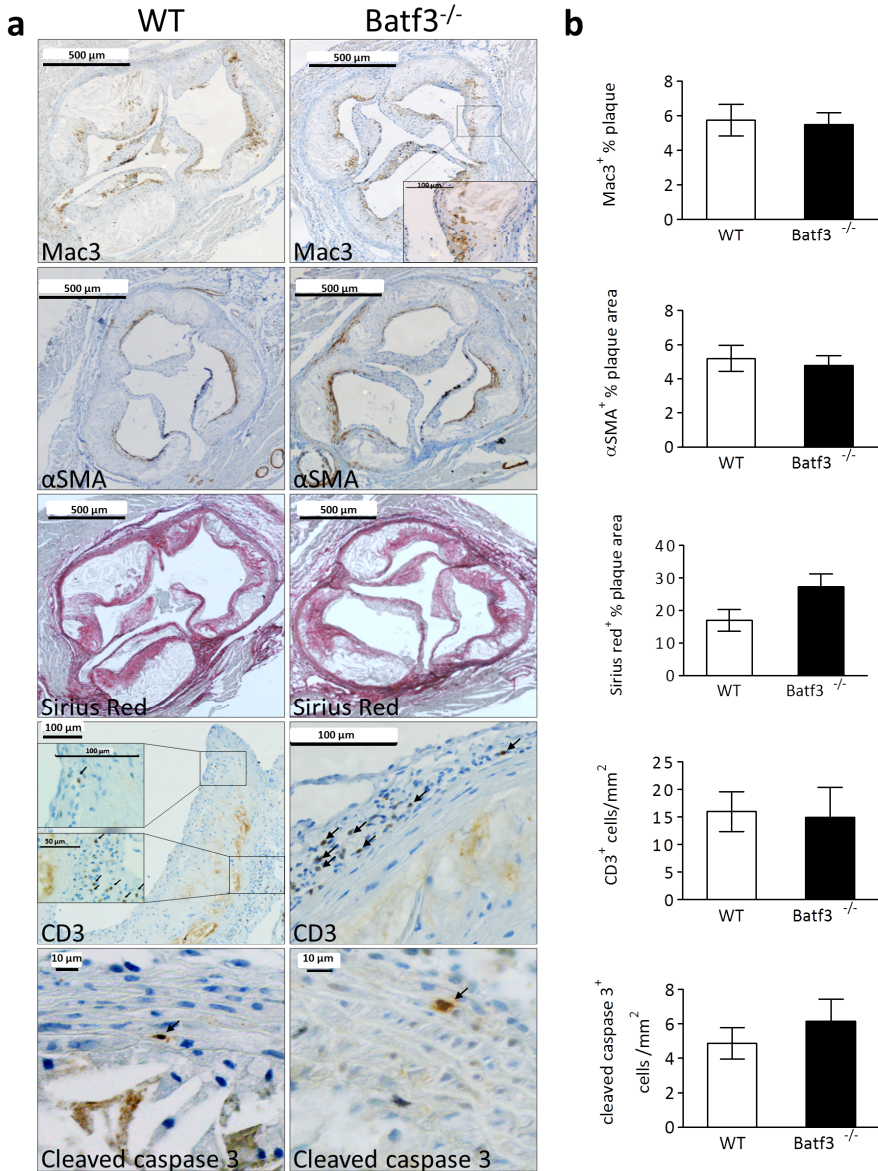 a
WT
Batf3-/-
b
500 µm
500 µm
100 µm
Mac3
Mac3
500 µm
500 µm
αSMA
αSMA
500 µm
500 µm
Sirius Red
Sirius Red
100 µm
100 µm
50 µm
100 µm
CD3
CD3
10 µm
10 µm
Cleaved caspase 3
Cleaved caspase 3
Mac3+ % plaque
8
6
4
2
0
WT
Batf3 -/-
αSMA+ % plaque area
8
6
4
2
0
WT
Batf3 -/-
Sirius red+ % plaque area
40
30
20
10
0
WT
Batf3 -/-
CD3+ cells/mm2
25
20
15
10
5
0
WT
Batf3 -/-
cleaved caspase 3+
cells /mm2
8
6
4
2
0
WT
Batf3 -/-